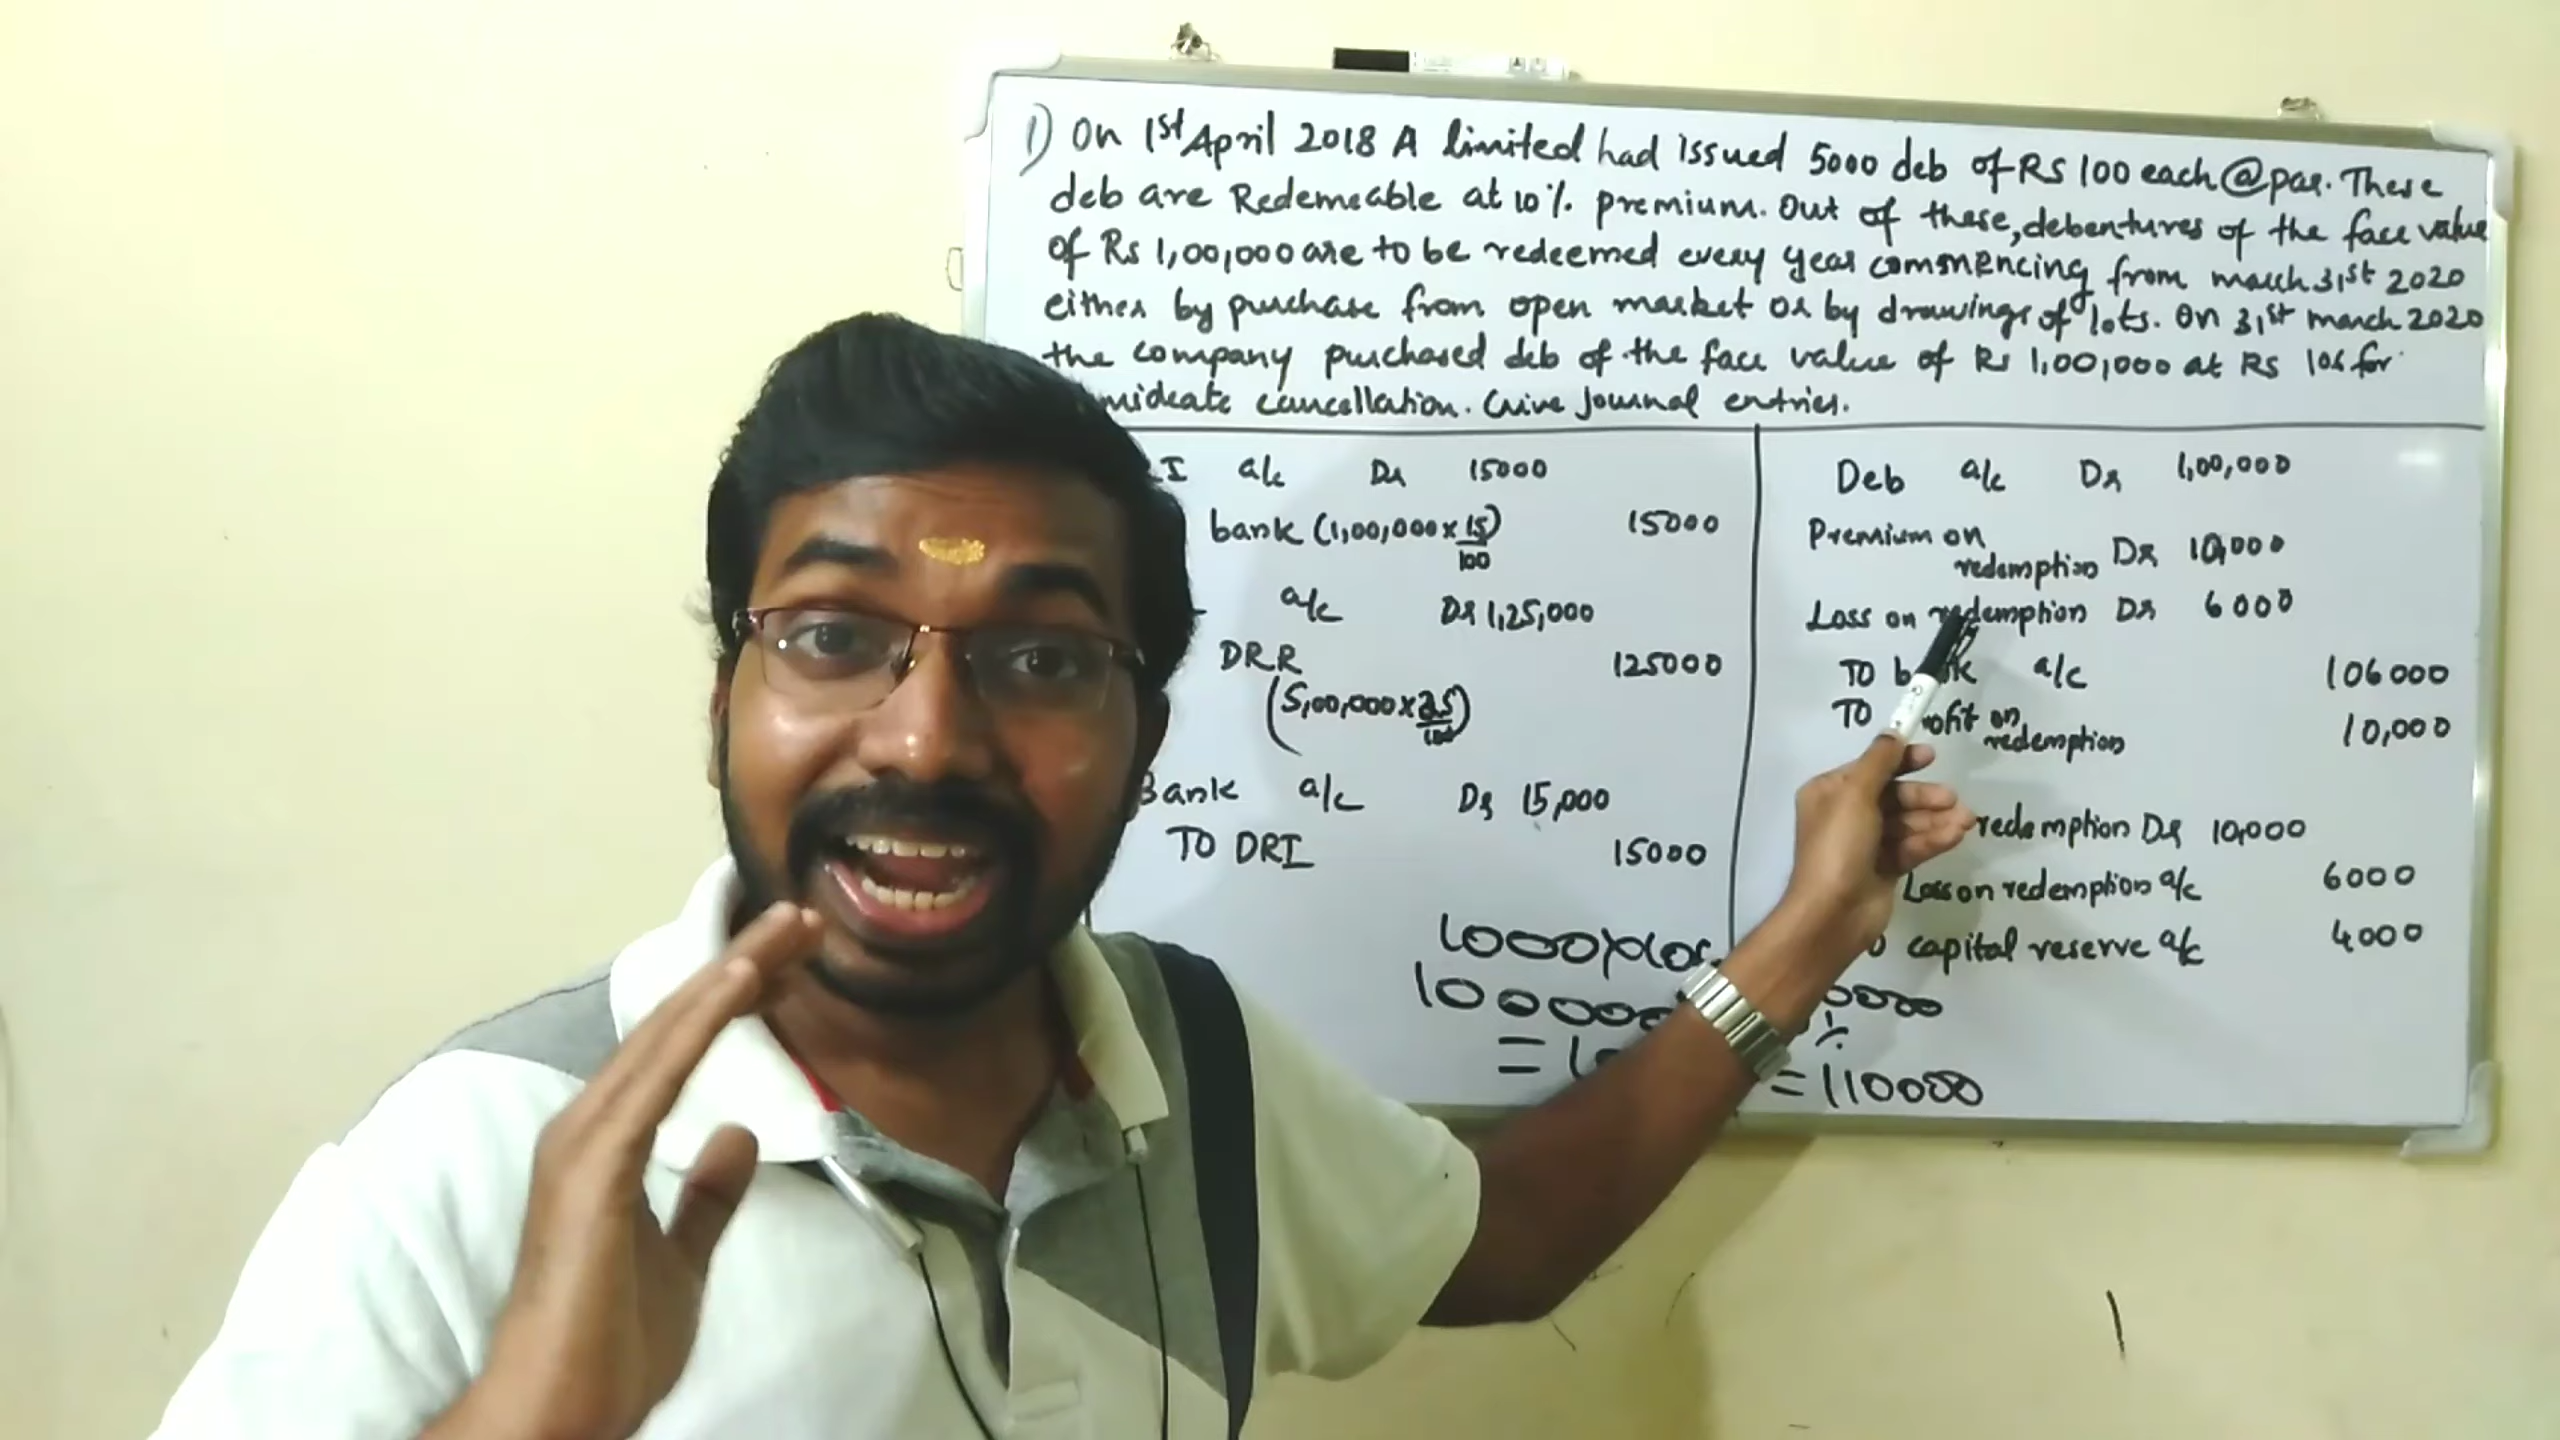 1) On 1st April 2018 A limited had issued 5000 deb of RS 100 each @ par. These
deb are Redemeable at 10% premium. Out of these, debentures of the face value
of Rs 1,00,000 are to be redeemed every year commencing from march 31st 2020
either by purchase from open market or by drawings of lots. On 31st march 2020
the company purchased deb of the face value of Rs 1,00,000 at RS 106 for
mideate cancellation. Give Journal entries.
I a/c Dr 15000
bank (1,00,000 × 15/100) 15000
a/c Dr 1,25,000
DRR 125000
(5,00,000 × 25/100)
Bank a/c Dr 15,000
TO DRI 15000
Deb a/c Dr 1,00,000
Premium on
redemption Dr 10,000
Loss on redemption Dr 6000
TO bank a/c 106000
TO Profit on
redemption 10,000
redemption Dr 10,000
Loss on redemption a/c 6000
capital reserve a/c 4000
= 110000